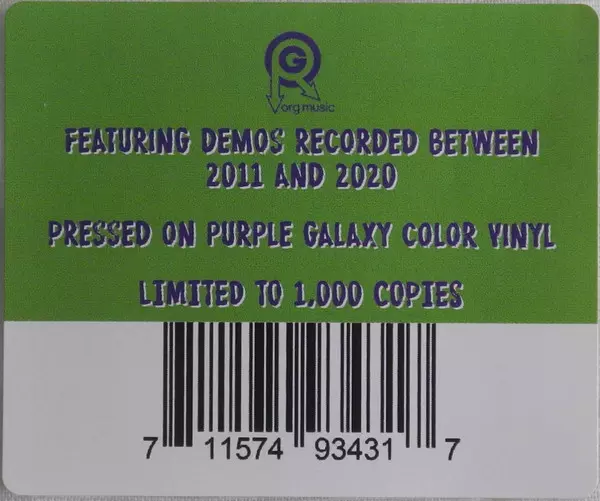 ORG
org music
FEATURING DEMOS RECORDED BETWEEN
2011 AND 2020
PRESSED ON PURPLE GALAXY COLOR VINYL
LIMITED TO 1,000 COPIES
7 11574 93431 7